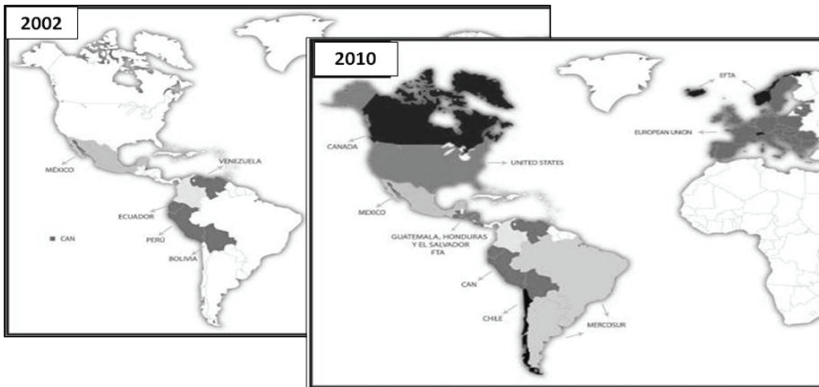 2002
VENEZUELA
MÉXICO
ECUADOR
CAN
PERÚ
BOLIVIA
2010
EFTA
EUROPEAN UNION
CANADA
UNITED STATES
MEXICO
GUATEMALA, HONDURAS
Y EL SALVADOR
FTA
CAN
CHILE
MERCOSUR